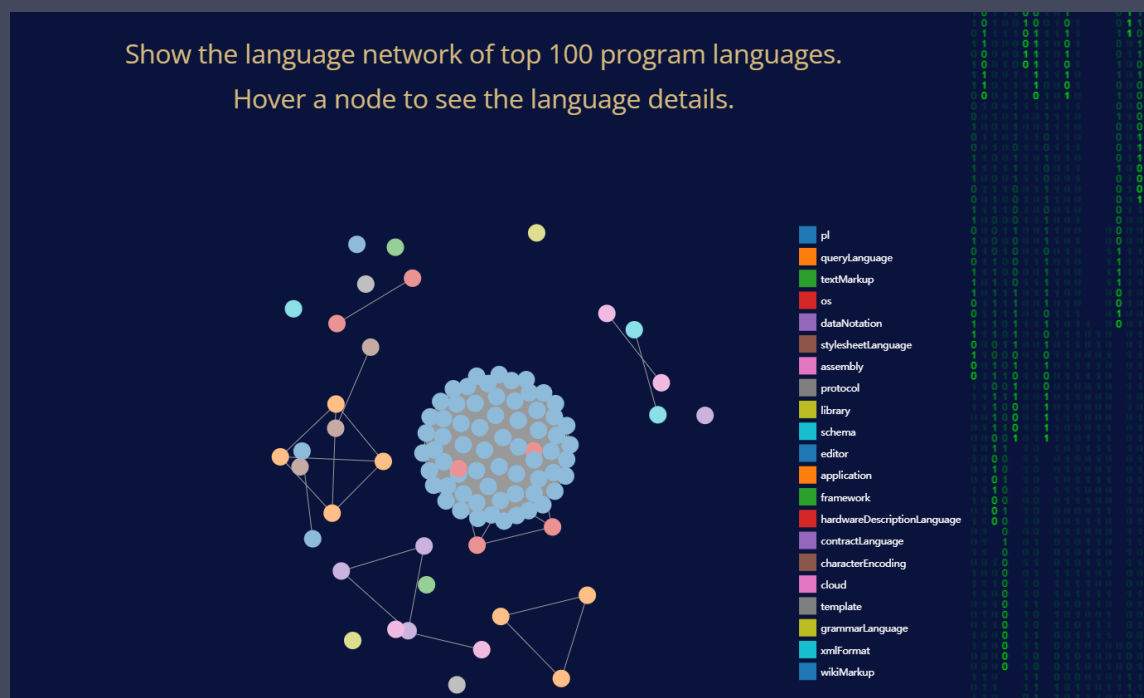 Show the language network of top 100 program languages.
Hover a node to see the language details.
pl
queryLanguage
textMarkup
os
dataNotation
stylesheetLanguage
assembly
protocol
library
schema
editor
application
framework
hardwareDescriptionLanguage
contractLanguage
characterEncoding
cloud
template
grammarLanguage
xmlFormat
wikiMarkup